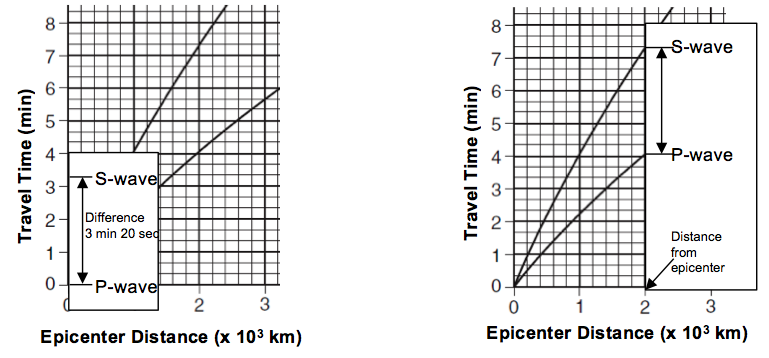 8
7
6
5
4
3
2
1
0
Travel Time (min)
S-wave
Difference
3 min 20 sec
P-wave
0
2
3
Epicenter Distance (x 10³ km)
8
7
6
5
4
3
2
1
0
Travel Time (min)
S-wave
P-wave
Distance
from
epicenter
0
1
2
3
Epicenter Distance (x 10³ km)